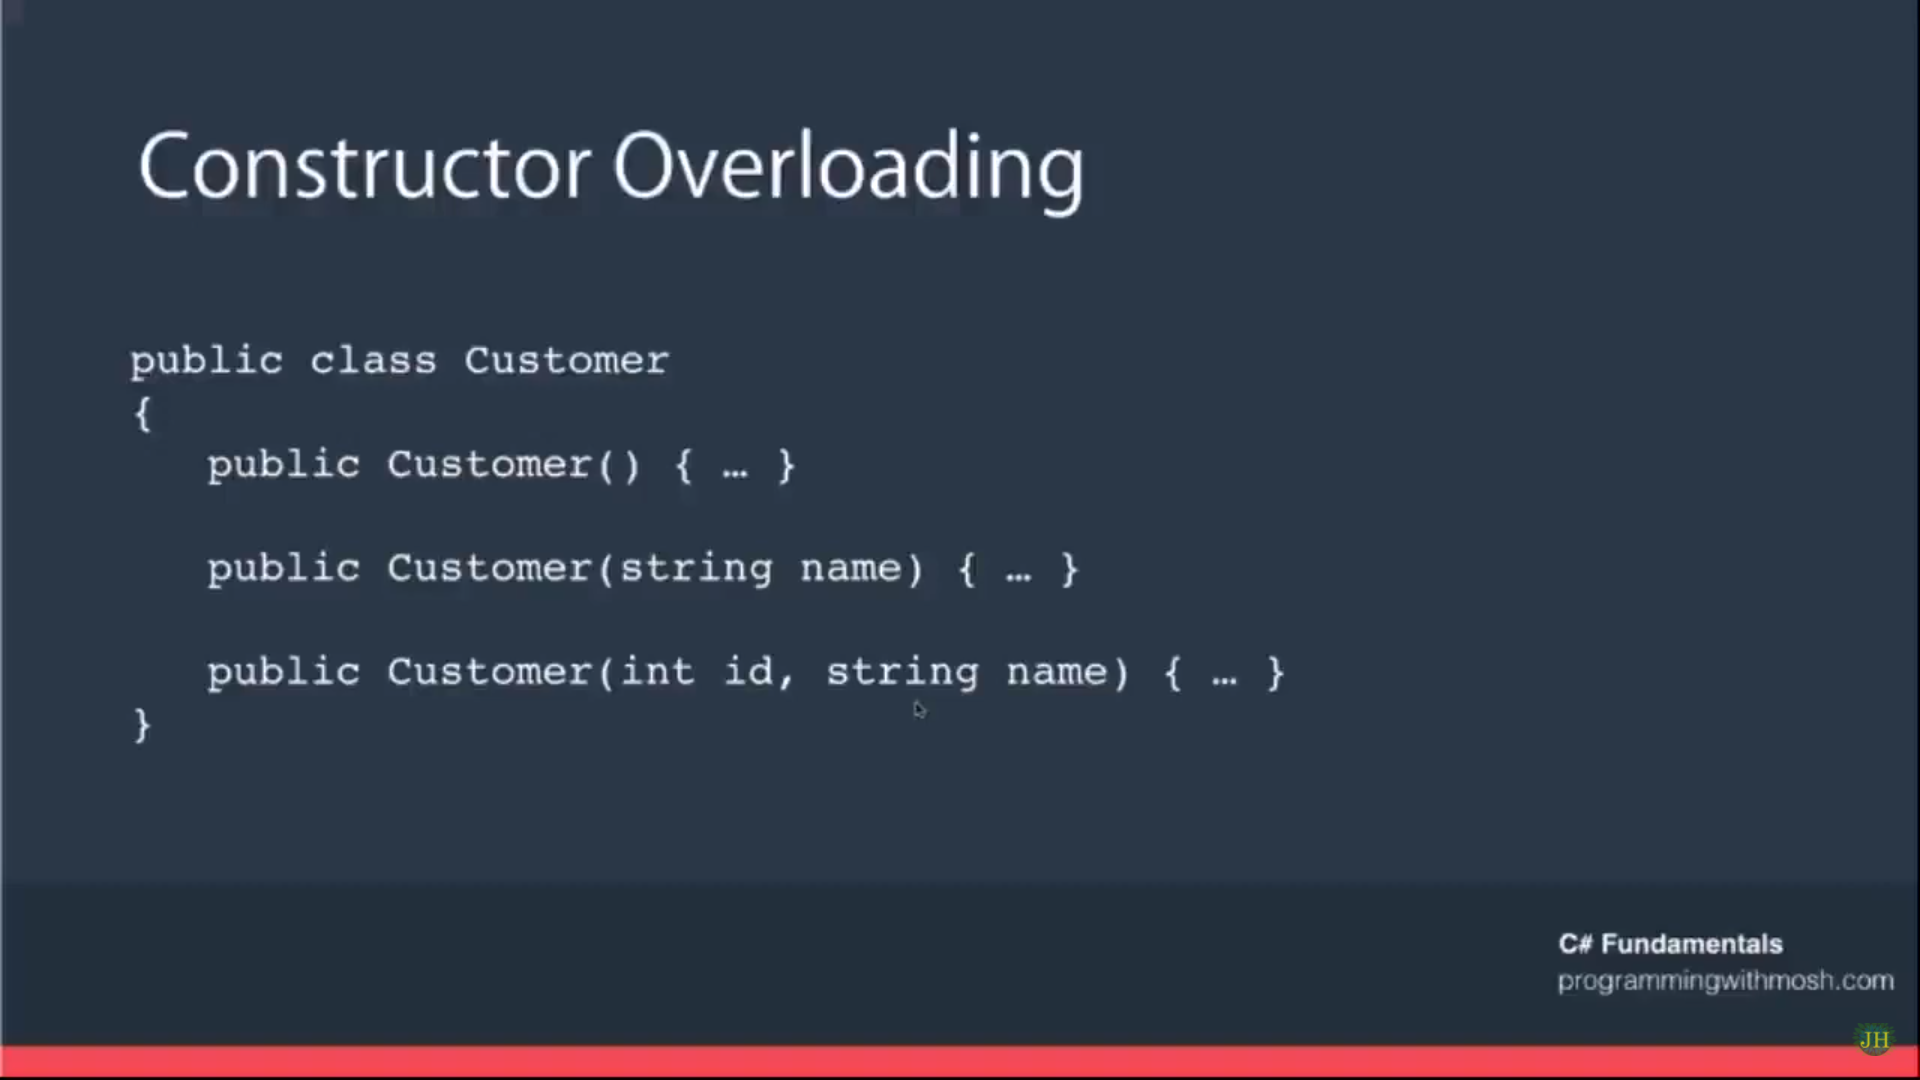 Constructor Overloading
public class Customer
{
public Customer() { … }
public Customer(string name) { … }
public Customer(int id, string name) { … }
}
C# Fundamentals
programmingwithmosh.com
JH